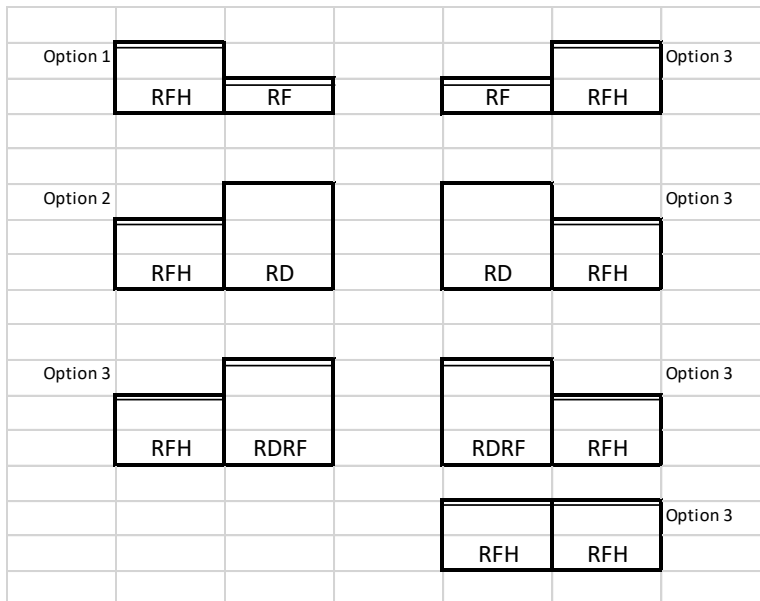 Option 1
Option 3
RFH RF RF RFH
Option 2
Option 3
RFH RD RD RFH
Option 3
Option 3
RFH RDRF RDRF RFH
Option 3
RFH RFH